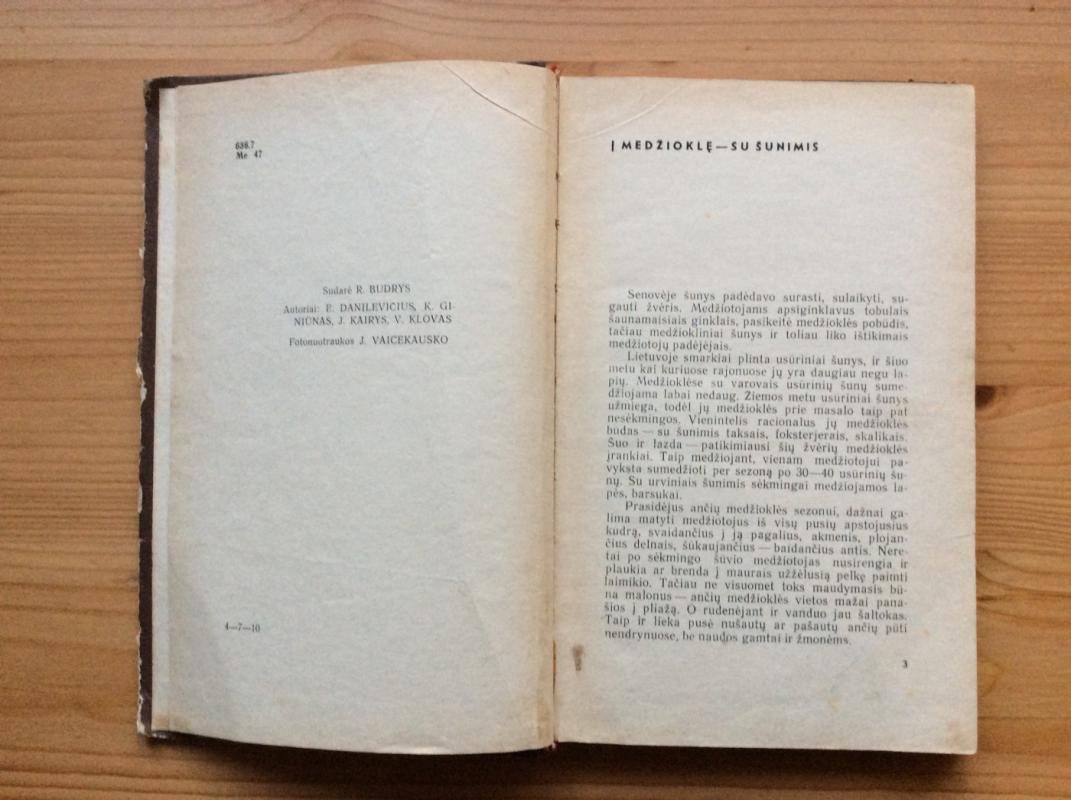 636.7
Me 47
Sudarė R. BUDRYS
Autoriai: E. DANILEVIČIUS, K. GI-
NIŪNAS, J. KAIRYS, V. KLOVAS
Fotonuotraukos J. VAICEKAUSKO
4—7—10
Į MEDŽIOKLĘ—SU ŠUNIMIS
Senovėje šunys padėdavo surasti, sulaikyti, su-
gauti žvėris. Medžiotojams apsiginklavus tobulais
šaunamaisiais ginklais, pasikeitė medžioklės pobūdis,
tačiau medžiokliniai šunys ir toliau liko ištikimais
medžiotojų padėjėjais.
Lietuvoje smarkiai plinta usūriniai šunys, ir šiuo
metu kai kuriuose rajonuose jų yra daugiau negu la-
pių. Medžioklėse su varovais usūrinių šunų sume-
džiojama labai nedaug. Žiemos metu usūriniai šunys
užmiega, todėl jų medžioklės prie masalo taip pat
nesėkmingos. Vienintelis racionalus jų medžioklės
būdas — su šunimis taksais, foksterjerais, skalikais.
Šuo ir lazda — patikimiausi šių žvėrių medžioklės
įrankiai. Taip medžiojant, vienam medžiotojui pa-
vyksta sumedžioti per sezoną po 30—40 usūrinių šu-
nų. Su urviniais šunimis sėkmingai medžiojamos la-
pės, barsukai.
Prasidėjus ančių medžioklės sezonui, dažnai ga-
lima matyti medžiotojus iš visų pusių apstojusius
kūdrą, svaidančius į ją pagalius, akmenis, plojan-
čius delnais, šūkaujančius — baidančius antis. Nere-
tai po sėkmingo šūvio medžiotojas nusirengia ir
plaukia ar brenda į maurais užžėlusią pelkę paimti
laimikio. Tačiau ne visuomet toks maudymasis bū-
na malonus — ančių medžioklės vietos mažai pana-
šios į pliažą. O rudenėjant ir vanduo jau šaltokas.
Taip ir lieka pusė nušautų ar pašautų ančių pūti
nendrynuose, be naudos gamtai ir žmonėms.
3